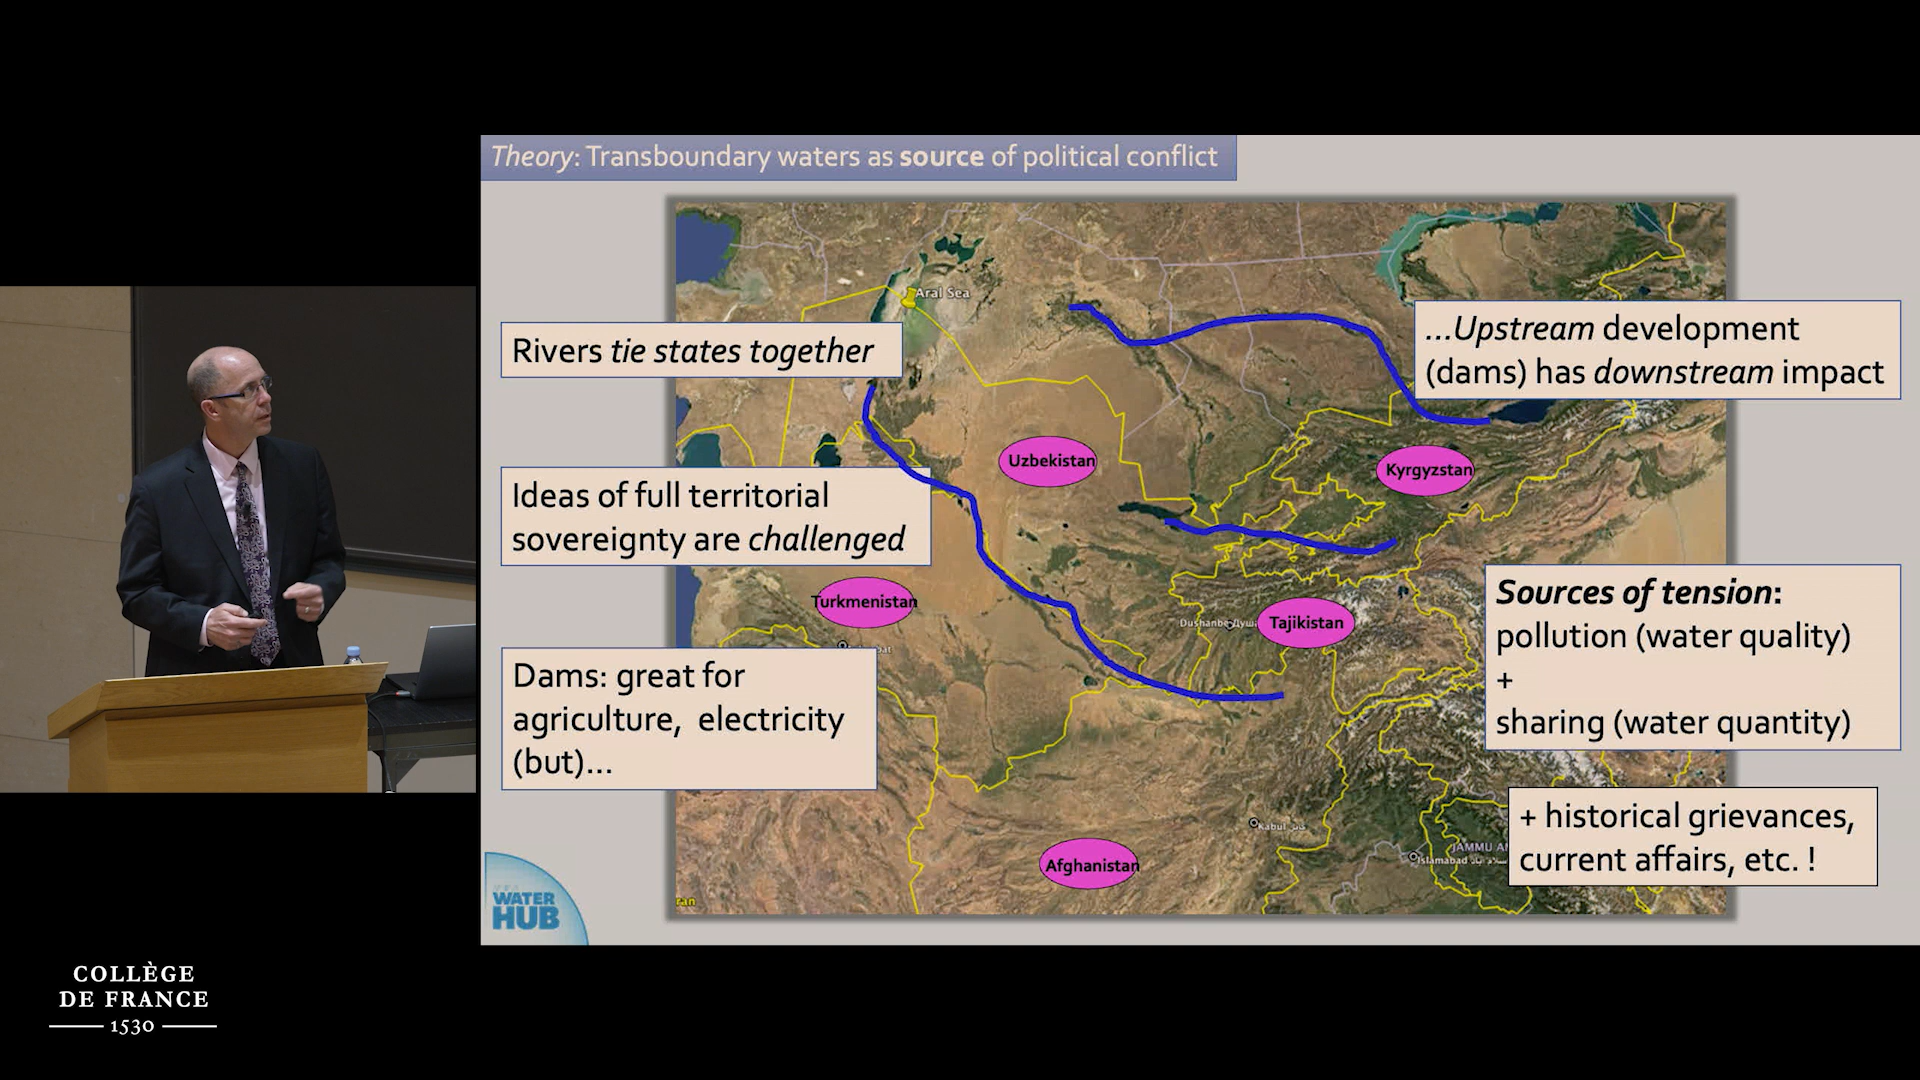 Theory: Transboundary waters as source of political conflict
Aral Sea
Rivers tie states together
...Upstream development
(dams) has downstream impact
Uzbekistan
Kyrgyzstan
Ideas of full territorial
sovereignty are challenged
Turkmenistan
Dushanbe
Tajikistan
Sources of tension:
pollution (water quality)
+
sharing (water quantity)
Dams: great for
agriculture, electricity
(but)...
+ historical grievances,
current affairs, etc. !
Kabul
JAMMU
Islamabad
Afghanistan
WATER
HUB
COLLÈGE
DE FRANCE
1530